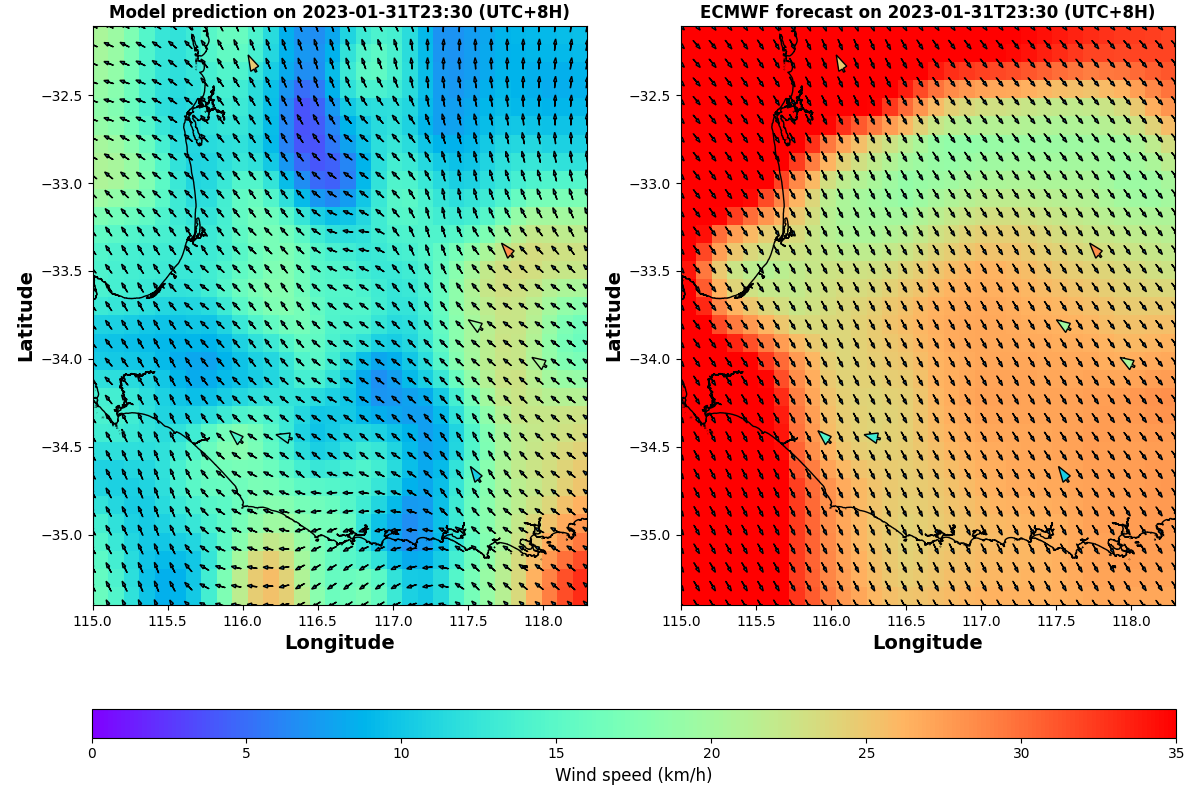 Model prediction on 2023-01-31T23:30 (UTC+8H)
ECMWF forecast on 2023-01-31T23:30 (UTC+8H)
−32.5
−33.0
−33.5
−34.0
−34.5
−35.0
Latitude
115.0 115.5 116.0 116.5 117.0 117.5 118.0
Longitude
−32.5
−33.0
−33.5
−34.0
−34.5
−35.0
Latitude
115.0 115.5 116.0 116.5 117.0 117.5 118.0
Longitude
0 5 10 15 20 25 30 35
Wind speed (km/h)